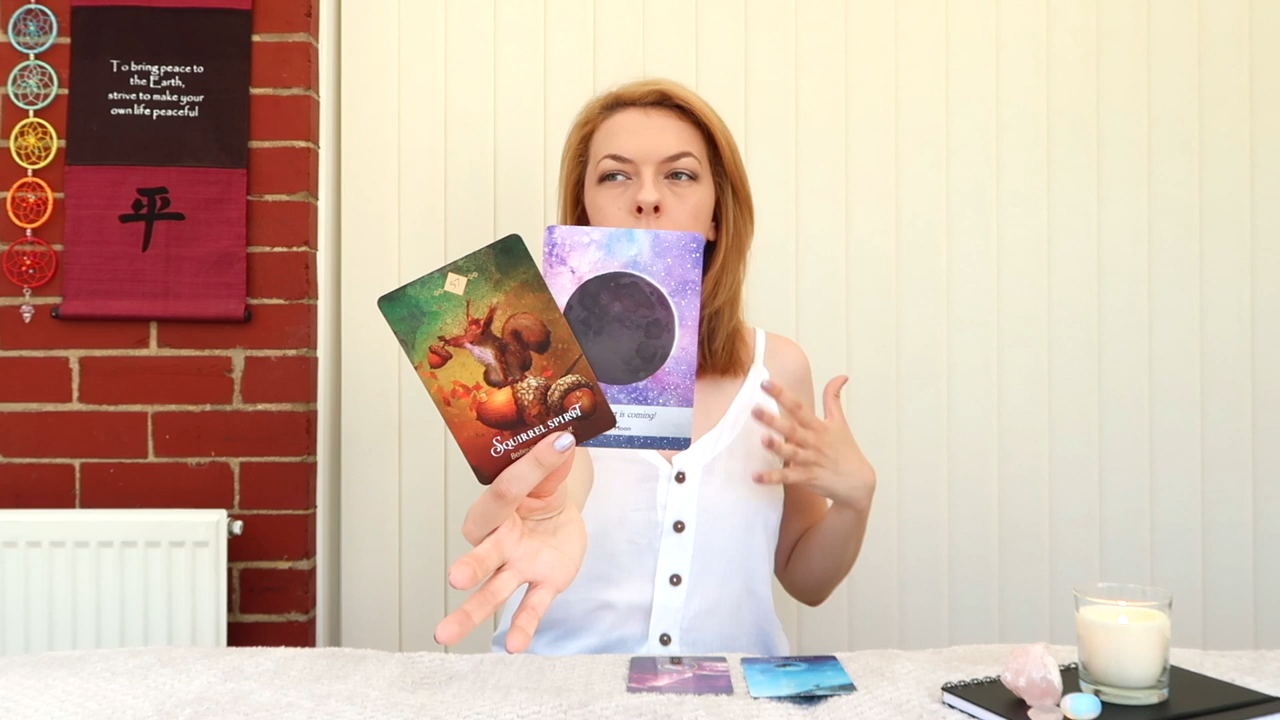 To bring peace to
the Earth,
strive to make your
own life peaceful
平
57
SQUIRREL SPIRIT
is coming!
Moon